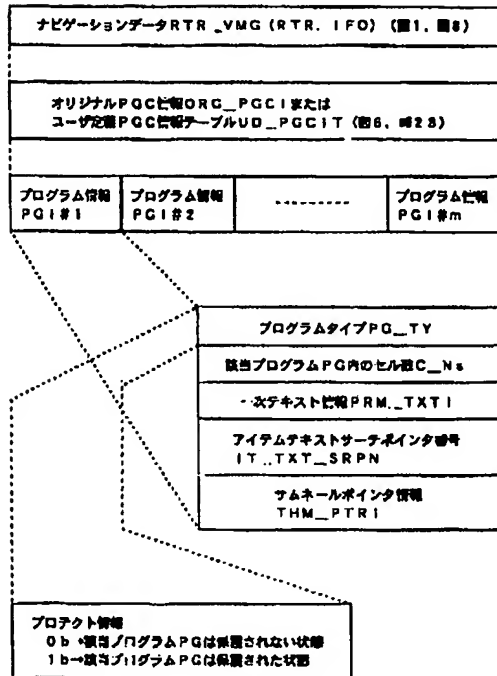 ナビゲーションデータRTR_VMG(RTR.IFO)(図1, 図8)
オリジナルPGC情報ORG_PGCIまたは
ユーザ定義PGC情報テーブルUD_PGCIT(図6, 図23)
プログラム情報
PGI#1
プログラム情報
PGI#2
プログラム情報
PGI#m
プログラムタイプPG_TY
該当プログラムPG内のセル数C_Ns
一次テキスト情報PRM_TXTI
アイテムテキストサーチポインタ番号
IT_TXT_SRPN
サムネールポインタ情報
THM_PTRI
プロテクト情報
0b→該当プログラムPGは保護されない状態
1b→該当プログラムPGは保護された状態